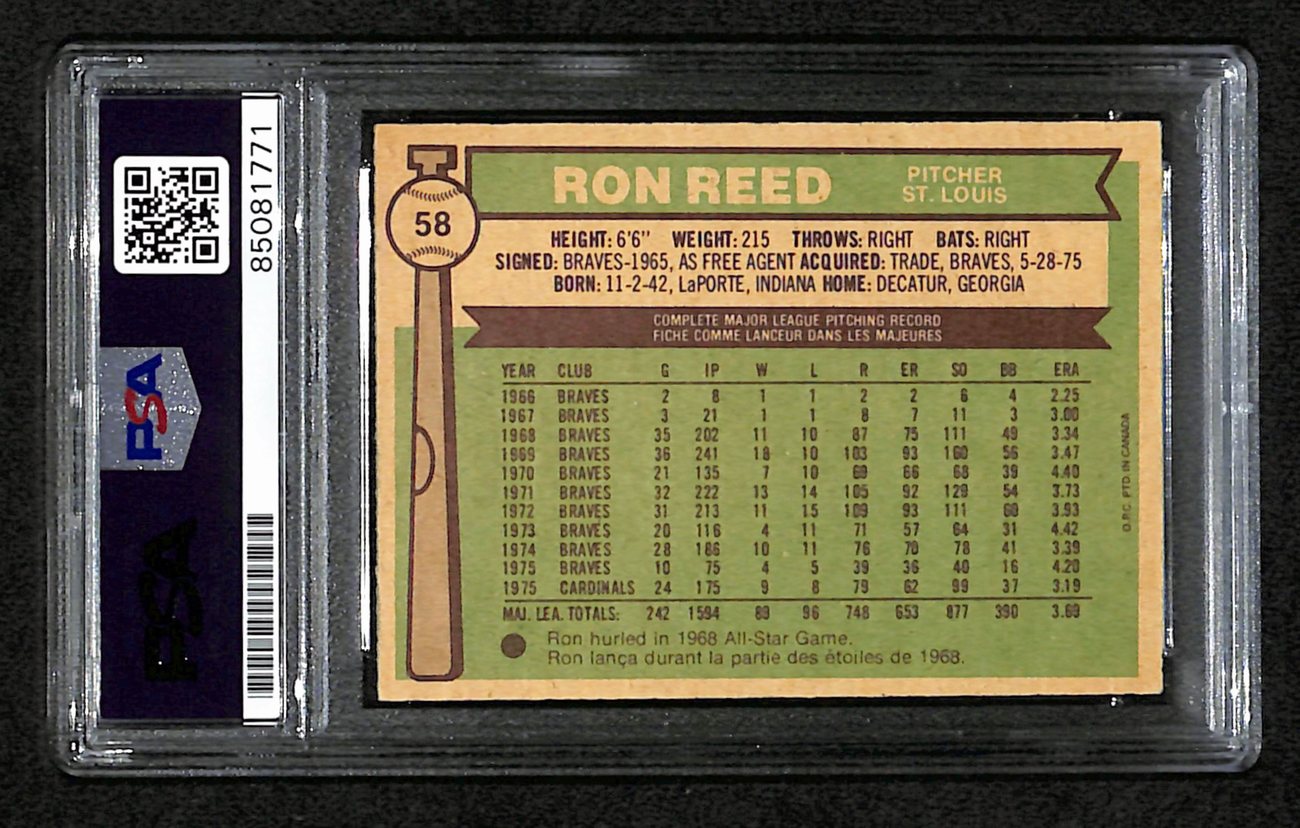 85081771
PSA
PSA
58
RON REED
PITCHER
ST. LOUIS
HEIGHT: 6'6" WEIGHT: 215 THROWS: RIGHT BATS: RIGHT
SIGNED: BRAVES-1965, AS FREE AGENT ACQUIRED: TRADE, BRAVES, 5-28-75
BORN: 11-2-42, LaPORTE, INDIANA HOME: DECATUR, GEORGIA
COMPLETE MAJOR LEAGUE PITCHING RECORD
FICHE COMME LANCEUR DANS LES MAJEURES
YEAR CLUB G IP W L R ER SO BB ERA
1966 BRAVES 2 8 1 1 2 2 6 4 2.25
1967 BRAVES 3 21 1 1 8 7 11 3 3.00
1968 BRAVES 35 202 11 10 87 75 111 49 3.34
1969 BRAVES 36 241 18 10 103 93 160 56 3.47
1970 BRAVES 21 135 7 10 69 66 68 39 4.40
1971 BRAVES 32 222 13 14 105 92 129 54 3.73
1972 BRAVES 31 213 11 15 109 93 111 60 3.93
1973 BRAVES 20 116 4 11 71 57 64 31 4.42
1974 BRAVES 28 186 10 11 76 70 78 41 3.39
1975 BRAVES 10 75 4 5 39 36 40 16 4.20
1975 CARDINALS 24 175 9 8 79 62 99 37 3.19
MAJ. LEA. TOTALS: 242 1594 89 96 748 653 877 390 3.69
Ron hurled in 1968 All-Star Game.
Ron lança durant la partie des étoiles de 1968.
O.P.C. PTD. IN CANADA